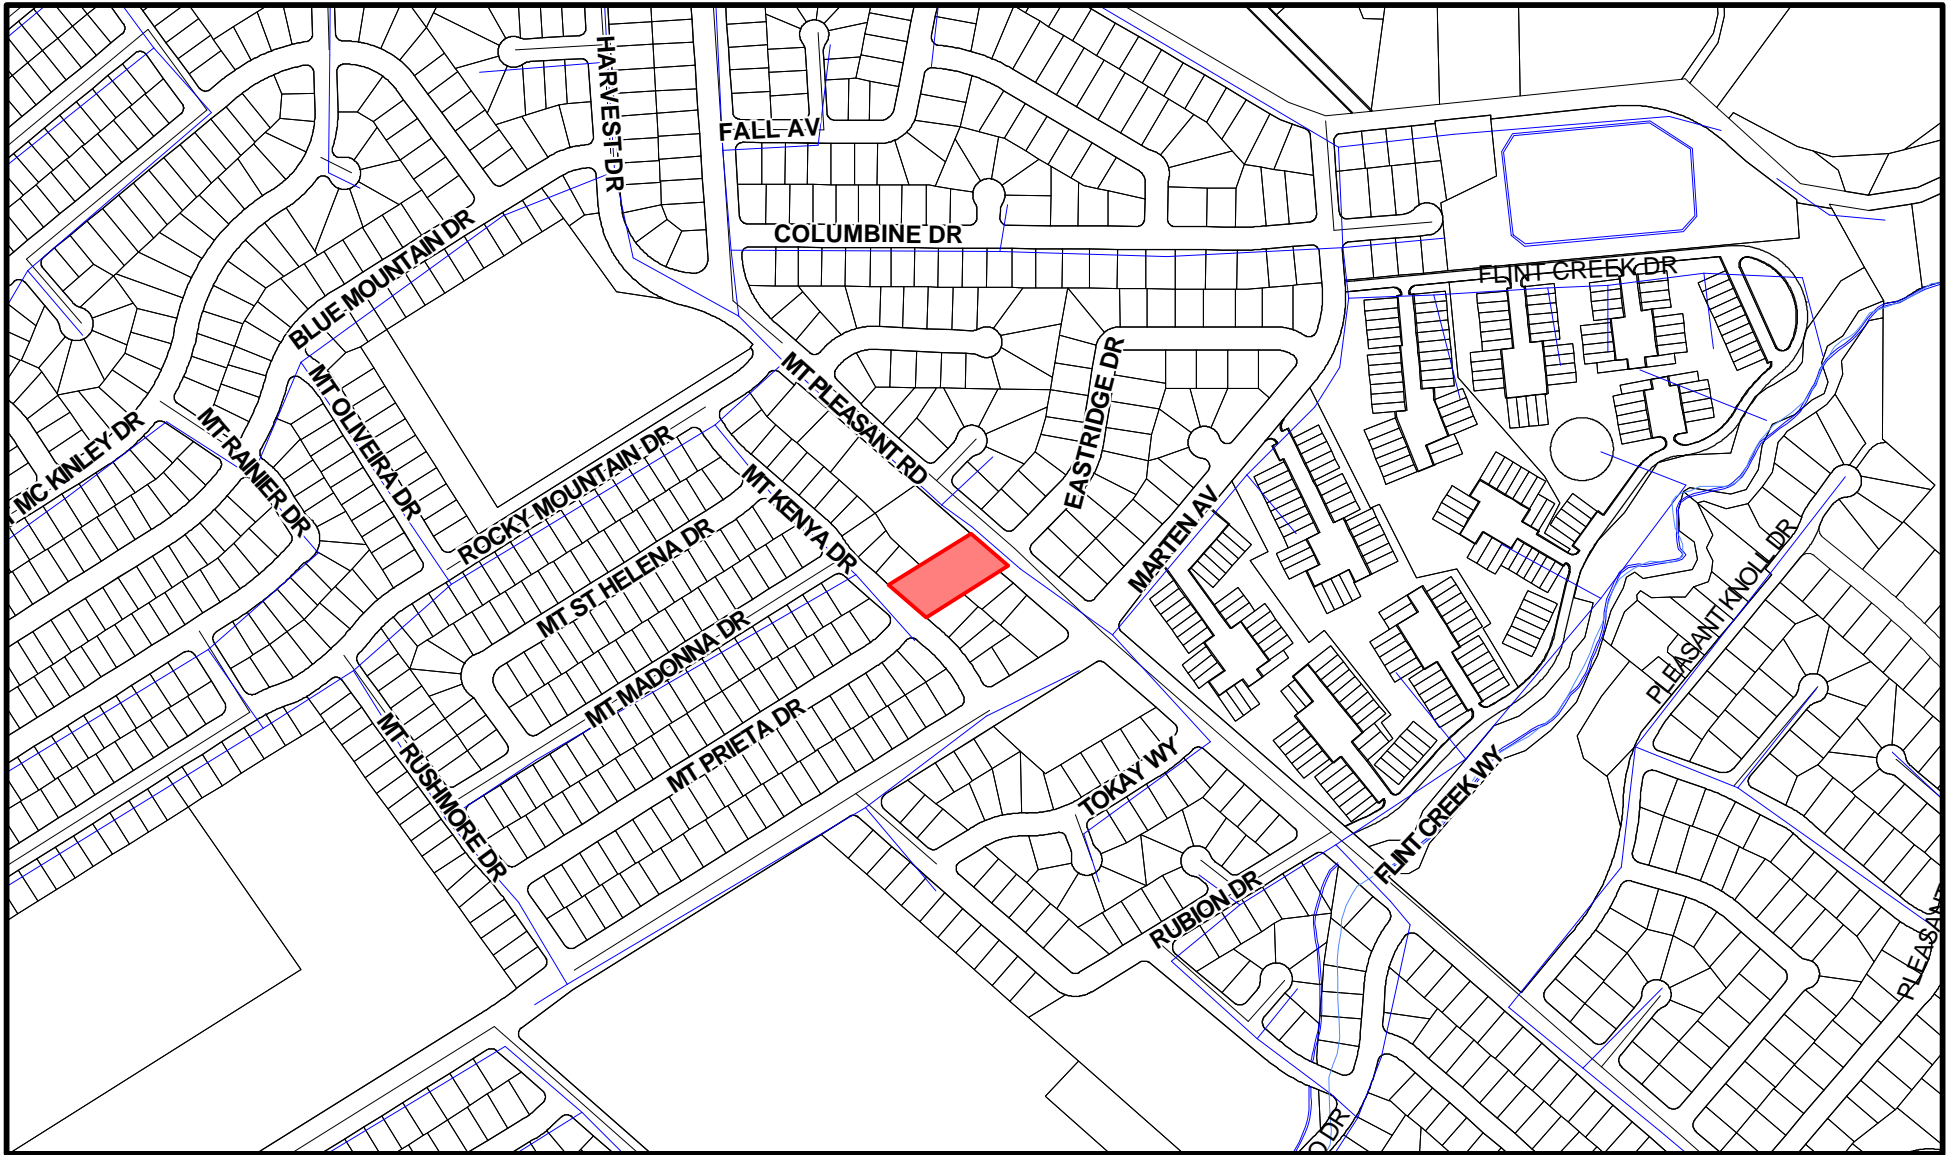 HARVEST DR
FALL AV
COLUMBINE DR
BLUE MOUNTAIN DR
FLINT CREEK DR
MT PLEASANT RD
EASTRIDGE DR
MT OLIVEIRA DR
MT RAINIER DR
MC KINLEY DR
ROCKY MOUNTAIN DR
MT KENYA DR
MARTEN AV
MT ST HELENA DR
PLEASANT KNOLL DR
MT MADONNA DR
MT PRIETA DR
MT RUSHMORE DR
TOKAY WY
FLINT CREEK WY
RUBION DR
PLEASANT
DR